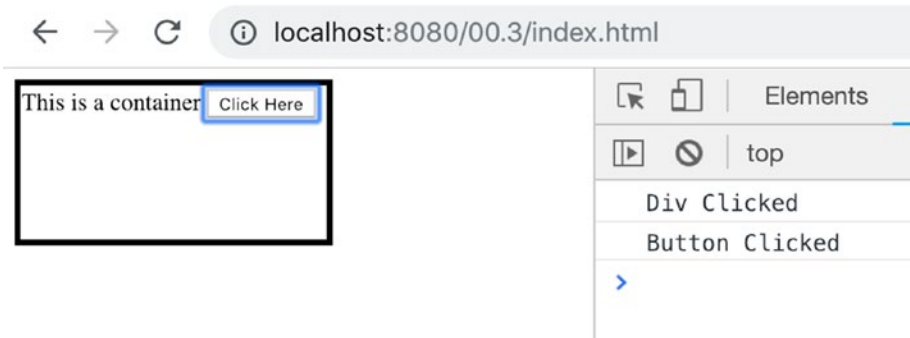 localhost:8080/00.3/index.html
This is a container Click Here
Elements
top
Div Clicked
Button Clicked